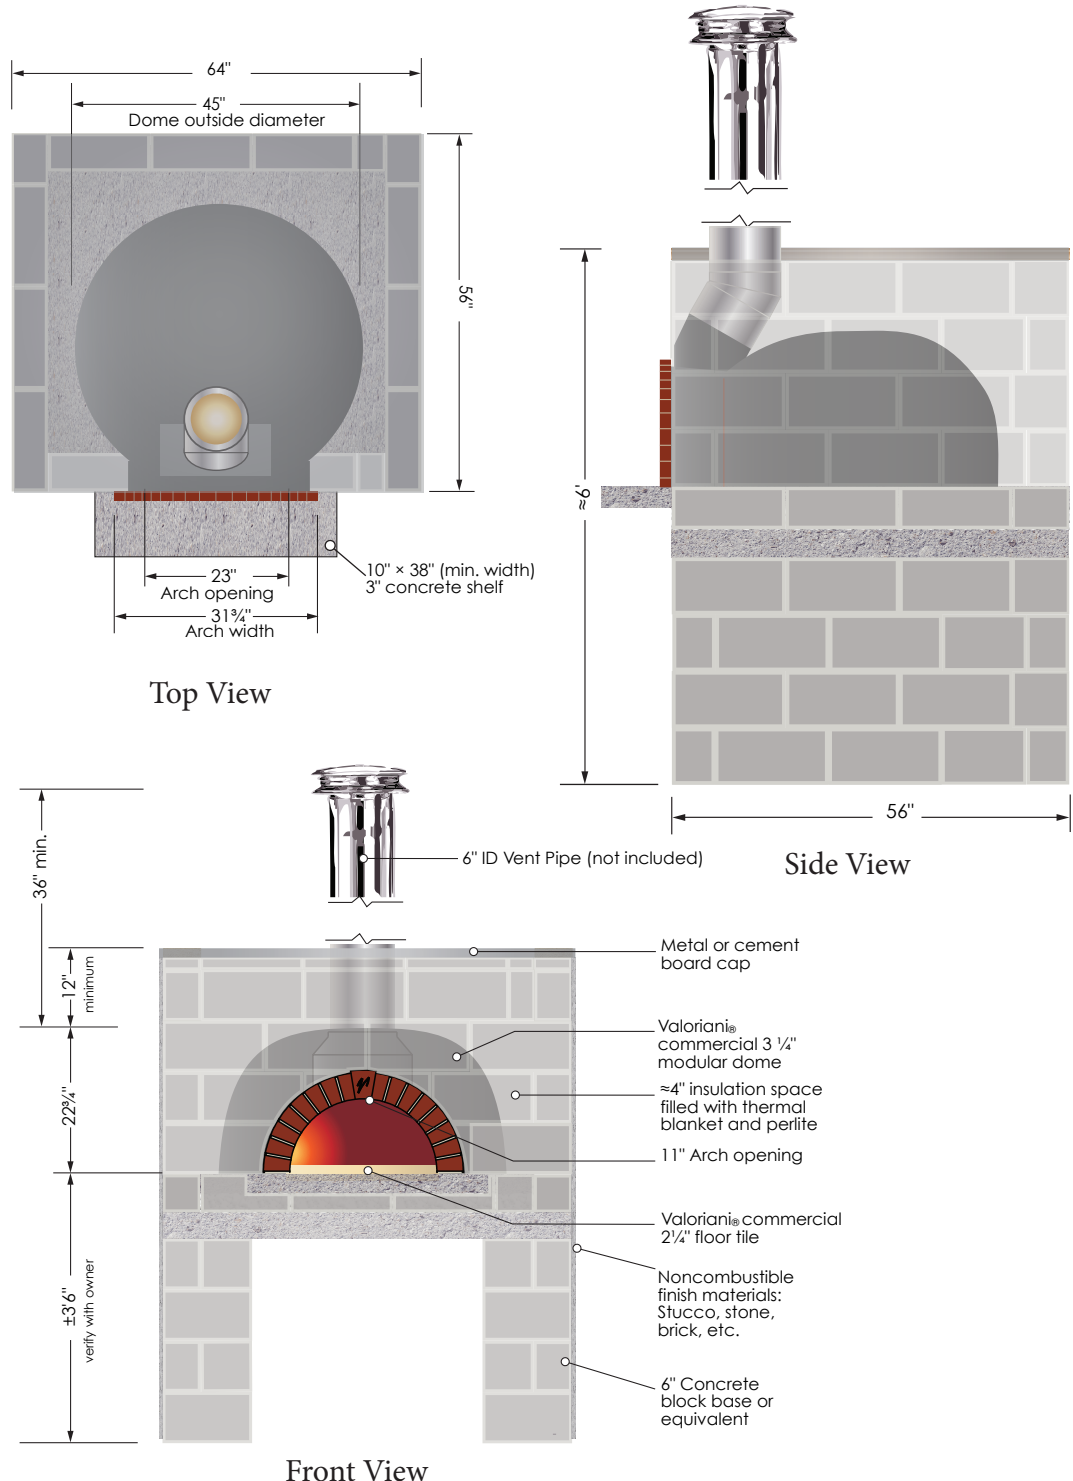 64"
45"
Dome outside diameter
56"
10" × 38" (min. width)
3" concrete shelf
23"
Arch opening
31¾"
Arch width
Top View
≈6'
56"
Side View
36" min.
12"
minimum
22¾"
±3'6"
verify with owner
6" ID Vent Pipe (not included)
Metal or cement
board cap
Valoriani®
commercial 3 ¼"
modular dome
≈4" insulation space
filled with thermal
blanket and perlite
11" Arch opening
Valoriani® commercial
2¼" floor tile
Noncombustible
finish materials:
Stucco, stone,
brick, etc.
6" Concrete
block base or
equivalent
Front View